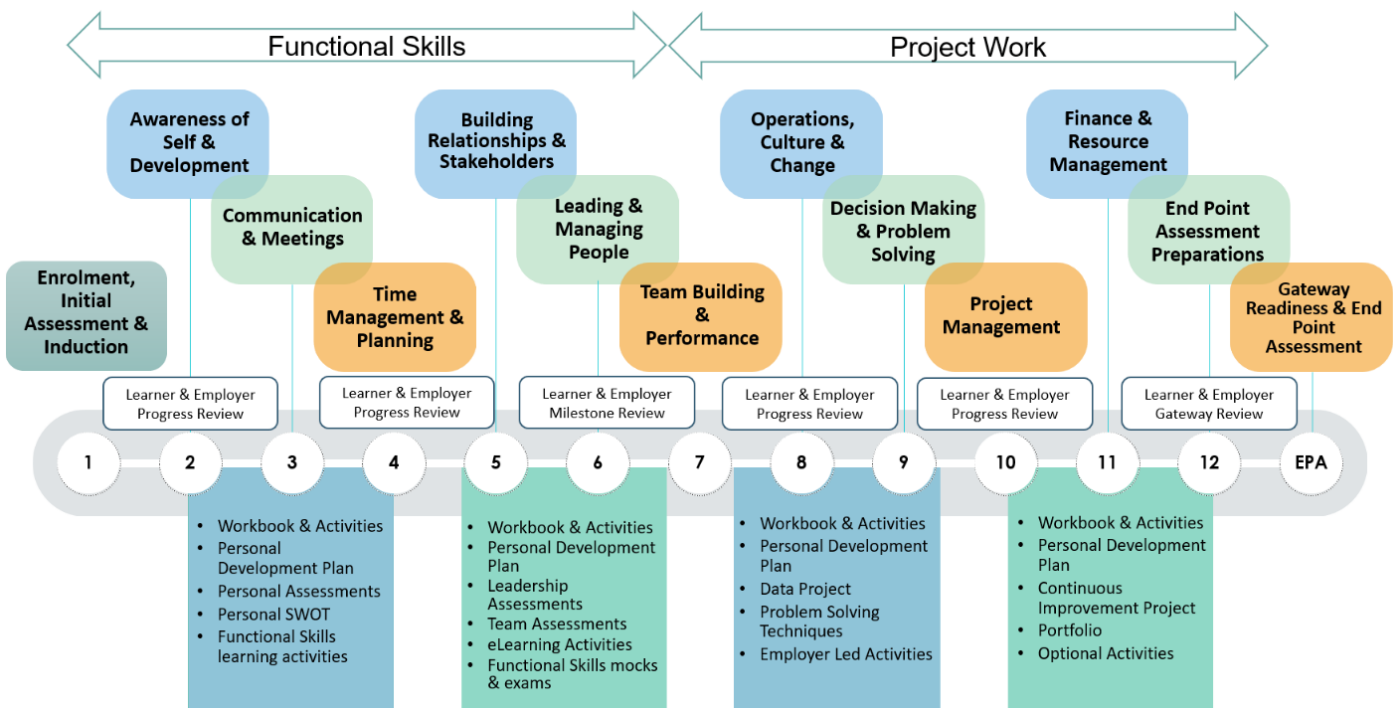 Functional Skills
Project Work
Awareness of
Self &
Development
Building
Relationships &
Stakeholders
Operations,
Culture &
Change
Finance &
Resource
Management
Communication
& Meetings
Leading &
Managing
People
Decision Making
& Problem
Solving
End Point
Assessment
Preparations
Enrolment,
Initial
Assessment &
Induction
Time
Management &
Planning
Team Building
&
Performance
Project
Management
Gateway
Readiness & End
Point
Assessment
Learner & Employer
Progress Review
Learner & Employer
Progress Review
Learner & Employer
Milestone Review
Learner & Employer
Progress Review
Learner & Employer
Progress Review
Learner & Employer
Gateway Review
1
2
3
4
5
6
7
8
9
10
11
12
EPA
• Workbook & Activities
• Personal
Development Plan
• Personal Assessments
• Personal SWOT
• Functional Skills
learning activities
• Workbook & Activities
• Personal Development
Plan
• Leadership
Assessments
• Team Assessments
• eLearning Activities
• Functional Skills mocks
& exams
• Workbook & Activities
• Personal Development
Plan
• Data Project
• Problem Solving
Techniques
• Employer Led Activities
• Workbook & Activities
• Personal Development
Plan
• Continuous
Improvement Project
• Portfolio
• Optional Activities